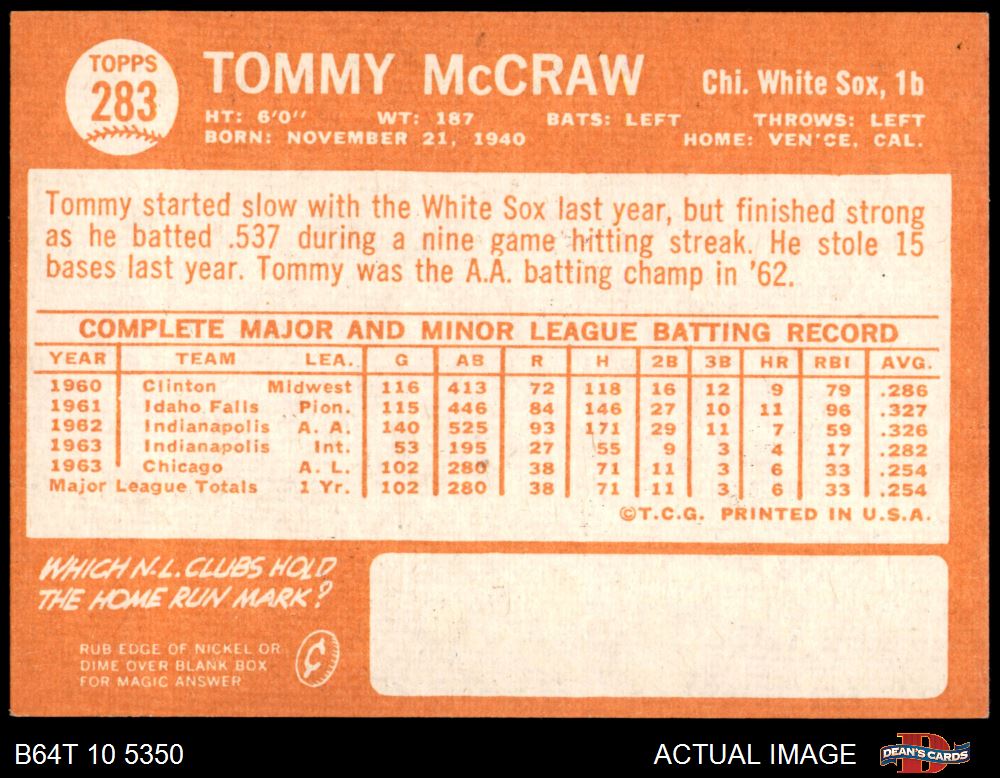 TOPPS
283
TOMMY McCRAW
Chi. White Sox, 1b
HT: 6'0'' WT: 187 BATS: LEFT THROWS: LEFT
BORN: NOVEMBER 21, 1940 HOME: VEN'CE, CAL.
Tommy started slow with the White Sox last year, but finished strong
as he batted .537 during a nine game hitting streak. He stole 15
bases last year. Tommy was the A.A. batting champ in '62.
COMPLETE MAJOR AND MINOR LEAGUE BATTING RECORD
YEAR TEAM LEA. G AB R H 2B 3B HR RBI AVG.
1960 Clinton Midwest 116 413 72 118 16 12 9 79 .286
1961 Idaho Falls Pion. 115 446 84 146 27 10 11 96 .327
1962 Indianapolis A. A. 140 525 93 171 29 11 7 59 .326
1963 Indianapolis Int. 53 195 27 55 9 3 4 17 .282
1963 Chicago A. L. 102 280 38 71 11 3 6 33 .254
Major League Totals 1 Yr. 102 280 38 71 11 3 6 33 .254
©T.C.G. PRINTED IN U.S.A.
WHICH N.L. CLUBS HOLD
THE HOME RUN MARK?
RUB EDGE OF NICKEL OR
DIME OVER BLANK BOX
FOR MAGIC ANSWER
¢
B64T 10 5350
ACTUAL IMAGE
D
DEAN'S CARDS